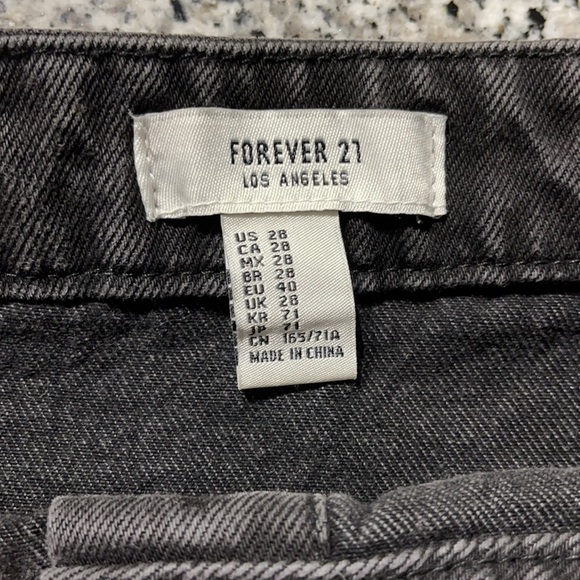 FOREVER 21
LOS ANGELES
US 28
CA 28
MX 28
BR 28
EU 40
UK 28
KR 71
JP 71
CN 165/71A
MADE IN CHINA